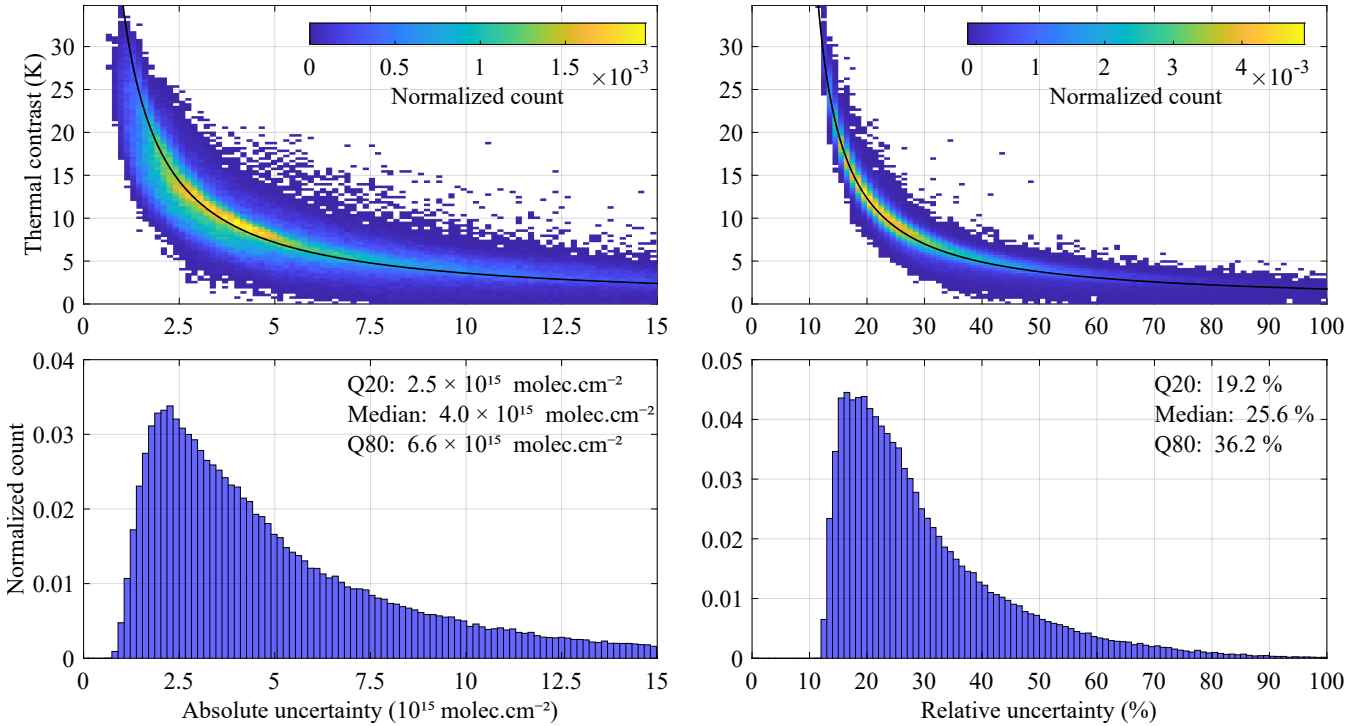 30
25
20
15
10
5
0
Thermal contrast (K)
0 0.5 1 1.5
×10⁻³
Normalized count
0 2.5 5 7.5 10 12.5 15
30
25
20
15
10
5
0
0 1 2 3 4
×10⁻³
Normalized count
0 10 20 30 40 50 60 70 80 90 100
0.04
0.03
0.02
0.01
0
Normalized count
Q20: 2.5 × 10¹⁵ molec.cm⁻²
Median: 4.0 × 10¹⁵ molec.cm⁻²
Q80: 6.6 × 10¹⁵ molec.cm⁻²
0 2.5 5 7.5 10 12.5 15
Absolute uncertainty (10¹⁵ molec.cm⁻²)
0.05
0.04
0.03
0.02
0.01
0
Q20: 19.2 %
Median: 25.6 %
Q80: 36.2 %
0 10 20 30 40 50 60 70 80 90 100
Relative uncertainty (%)